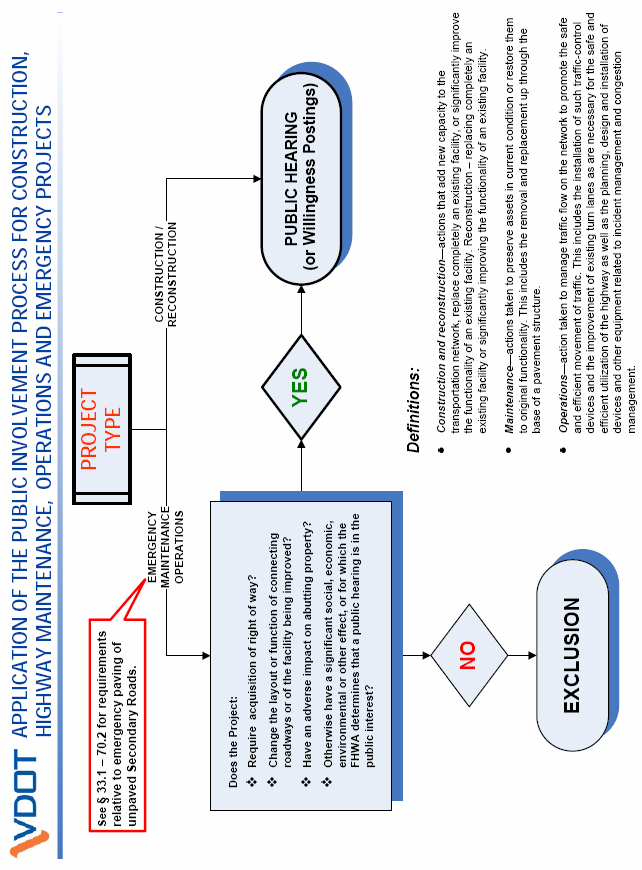 VDOT
APPLICATION OF THE PUBLIC INVOLVEMENT PROCESS FOR CONSTRUCTION,
HIGHWAY MAINTENANCE, OPERATIONS AND EMERGENCY PROJECTS
PROJECT
TYPE
See § 33.1 – 70.2 for requirements
relative to emergency paving of
unpaved Secondary Roads.
EMERGENCY
MAINTENANCE
OPERATIONS
CONSTRUCTION /
RECONSTRUCTION
Does the Project:
❖ Require acquisition of right of way?
❖ Change the layout or function of connecting
roadways or of the facility being improved?
❖ Have an adverse impact on abutting property?
❖ Otherwise have a significant social, economic,
environmental or other effect, or for which the
FHWA determines that a public hearing is in the
public interest?
YES
PUBLIC HEARING
(or Willingness Postings)
NO
EXCLUSION
Definitions:
• Construction and reconstruction—actions that add new capacity to the
transportation network, replace completely an existing facility, or significantly improve
the functionality of an existing facility. Reconstruction – replacing completely an
existing facility or significantly improving the functionality of an existing facility.
• Maintenance—actions taken to preserve assets in current condition or restore them
to original functionality. This includes the removal and replacement up through the
base of a pavement structure.
• Operations—action taken to manage traffic flow on the network to promote the safe
and efficient movement of traffic. This includes the installation of such traffic-control
devices and the improvement of existing turn lanes as are necessary for the safe and
efficient utilization of the highway as well as the planning, design and installation of
devices and other equipment related to incident management and congestion
management.